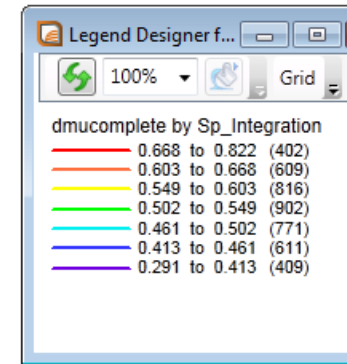 Legend Designer f...
100% Grid
dmucomplete by Sp_Integration
0.668 to 0.822 (402)
0.603 to 0.668 (609)
0.549 to 0.603 (816)
0.502 to 0.549 (902)
0.461 to 0.502 (771)
0.413 to 0.461 (611)
0.291 to 0.413 (409)